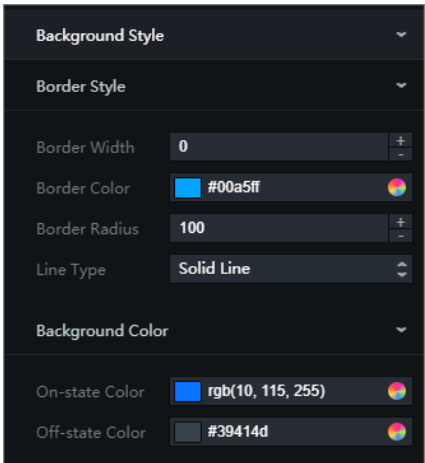 Background Style
Border Style
Border Width 0 + -
Border Color #00a5ff
Border Radius 100 + -
Line Type Solid Line
Background Color
On-state Color rgb(10, 115, 255)
Off-state Color #39414d